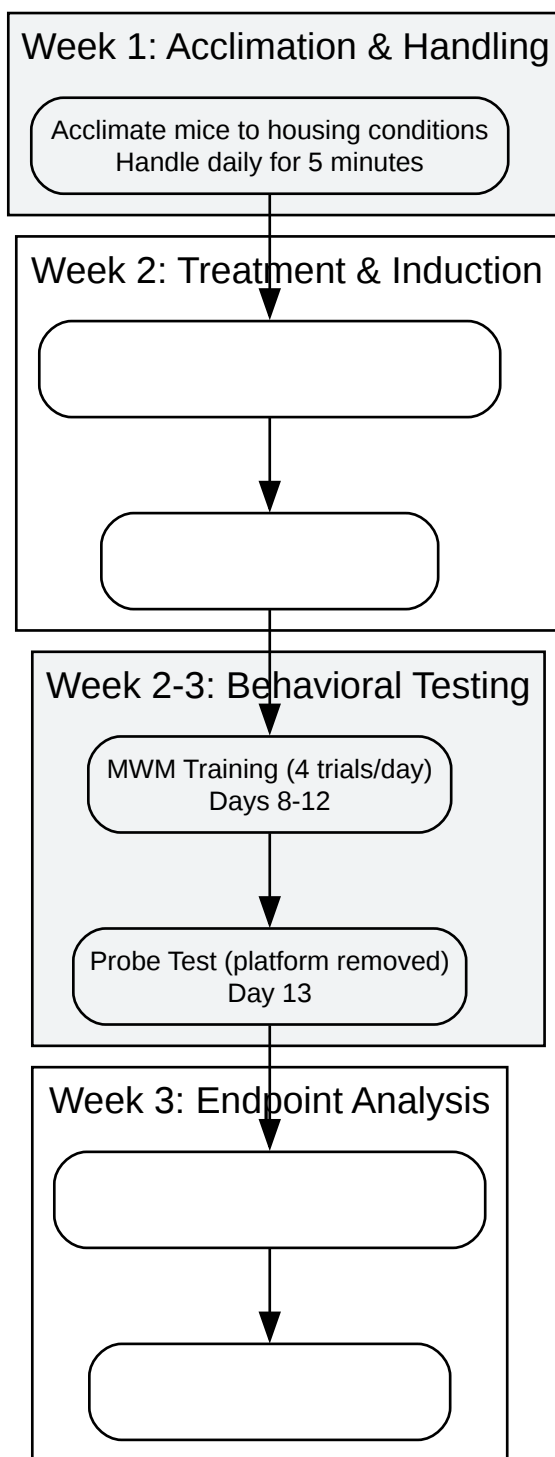 Week 1: Acclimation & Handling
Acclimate mice to housing conditions
Handle daily for 5 minutes
Week 2: Treatment & Induction
Week 2-3: Behavioral Testing
MWM Training (4 trials/day)
Days 8-12
Probe Test (platform removed)
Day 13
Week 3: Endpoint Analysis